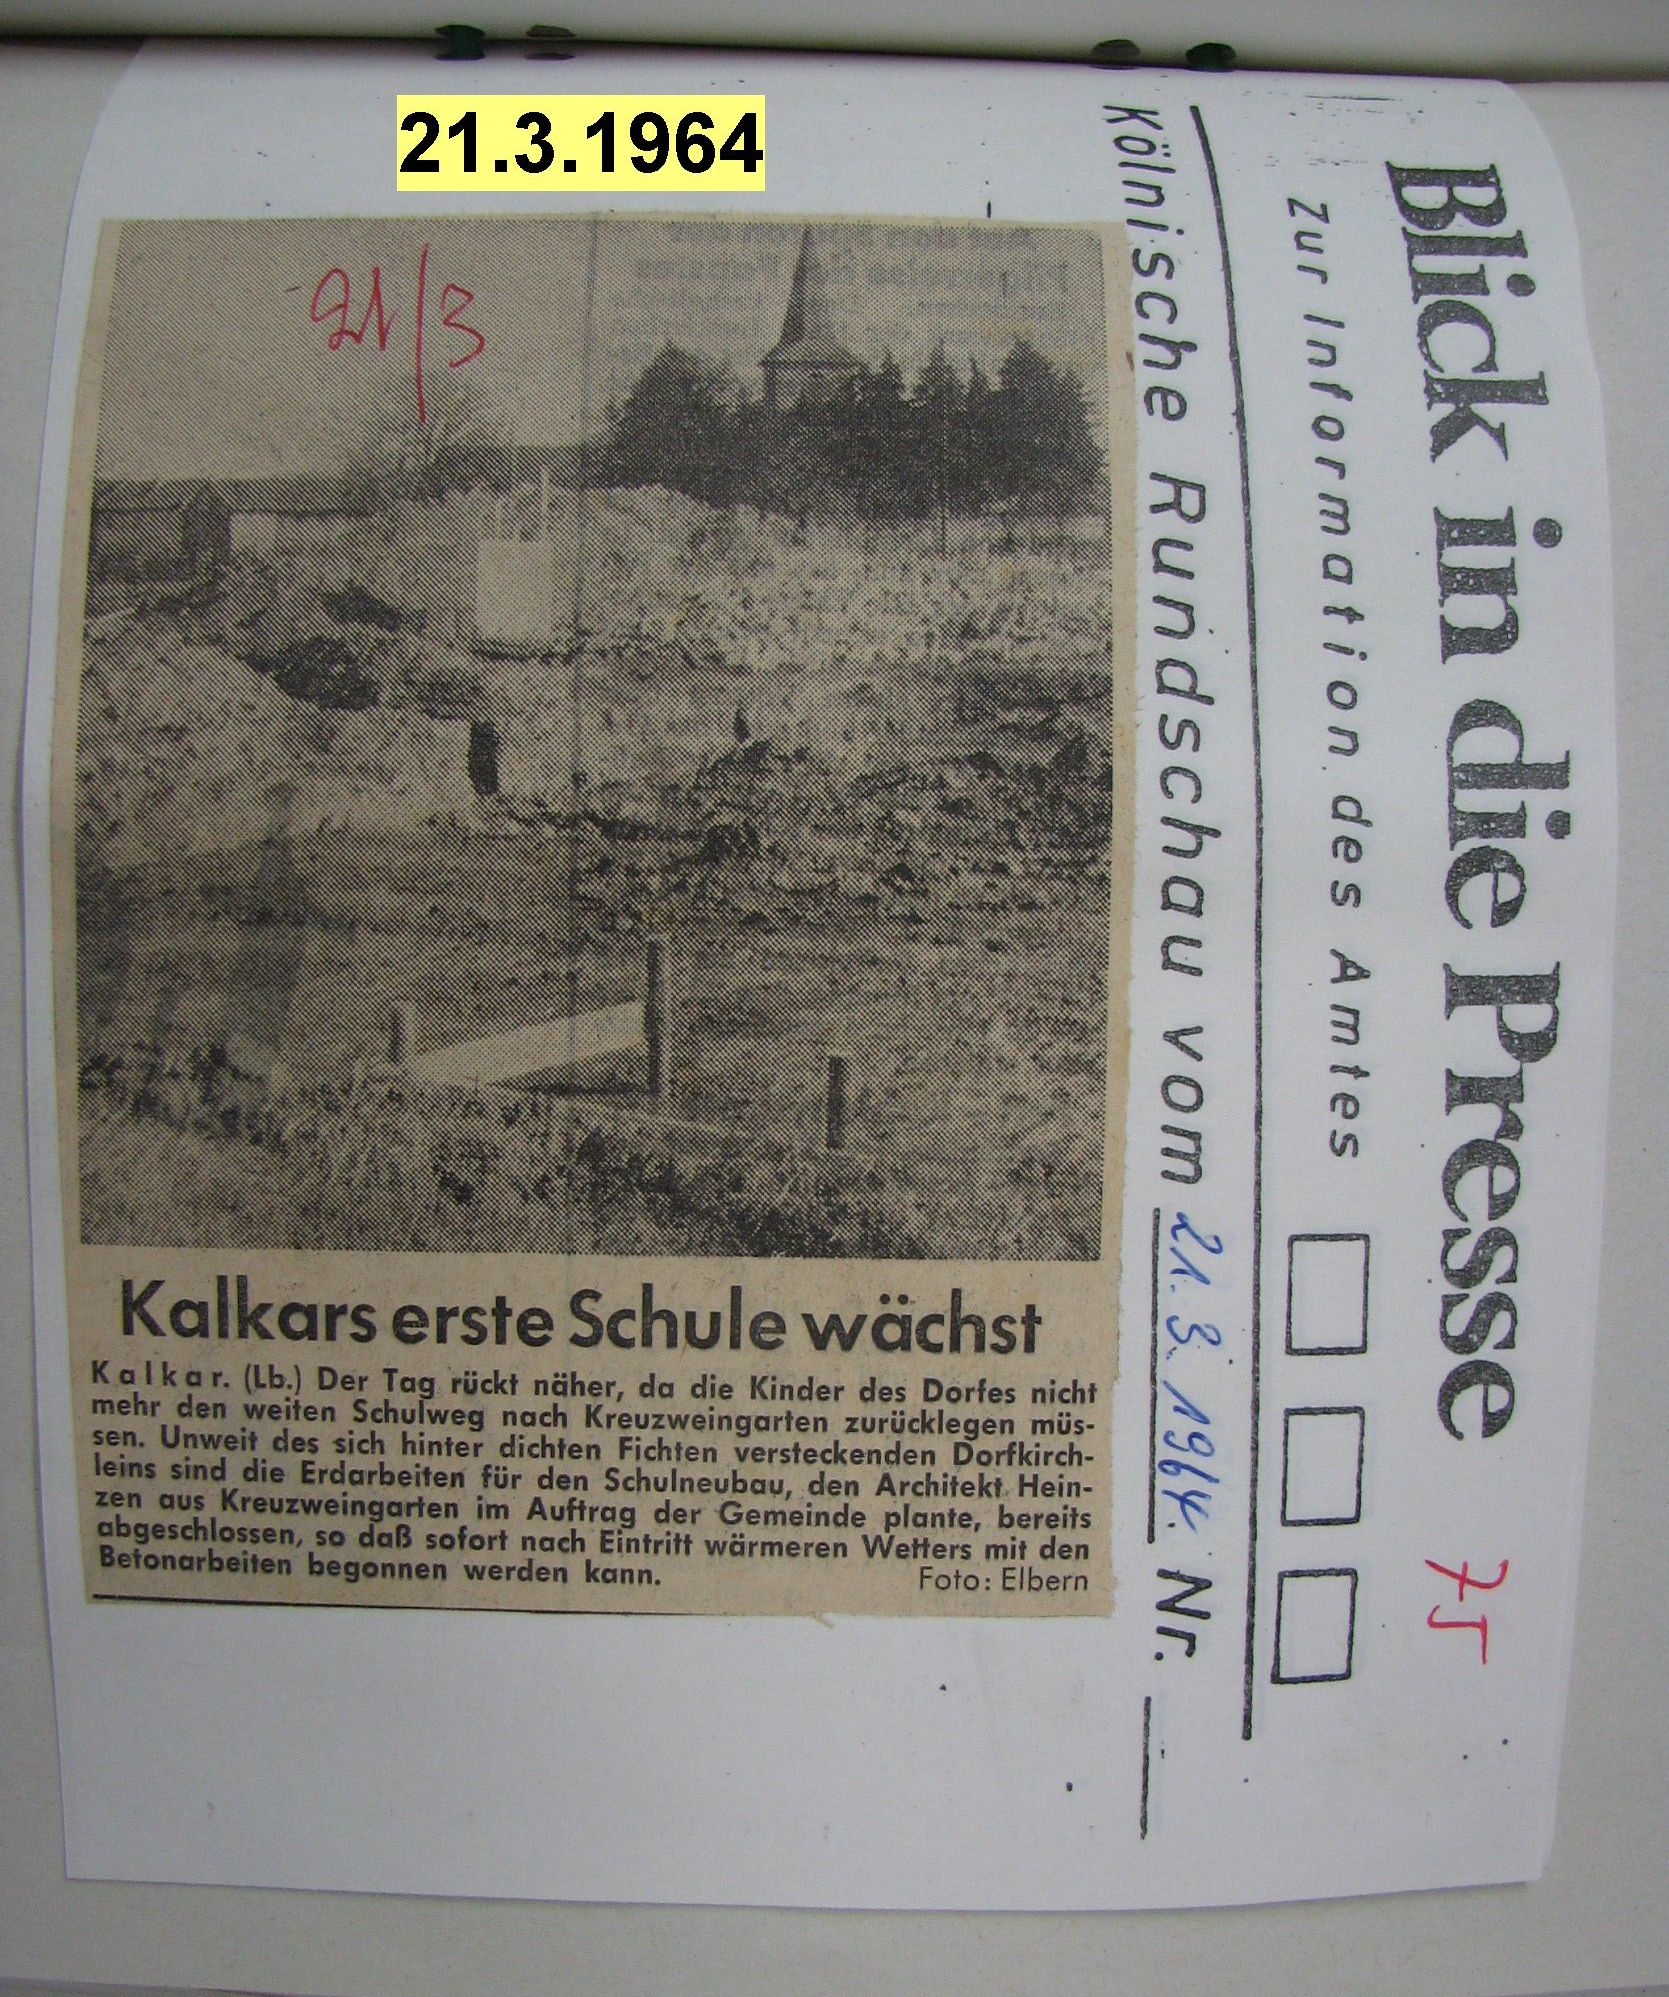 21.3.1964
Blick in die Presse 75
Zur Information des Amtes
Kölnische Rundschau vom 21. 3. 1964. Nr.
21/3
Kalkars erste Schule wächst
Kalkar. (Lb.) Der Tag rückt näher, da die Kinder des Dorfes nicht
mehr den weiten Schulweg nach Kreuzweingarten zurücklegen müs-
sen. Unweit des sich hinter dichten Fichten versteckenden Dorfkirch-
leins sind die Erdarbeiten für den Schulneubau, den Architekt Hein-
zen aus Kreuzweingarten im Auftrag der Gemeinde plante, bereits
abgeschlossen, so daß sofort nach Eintritt wärmeren Wetters mit den
Betonarbeiten begonnen werden kann. Foto: Elbern